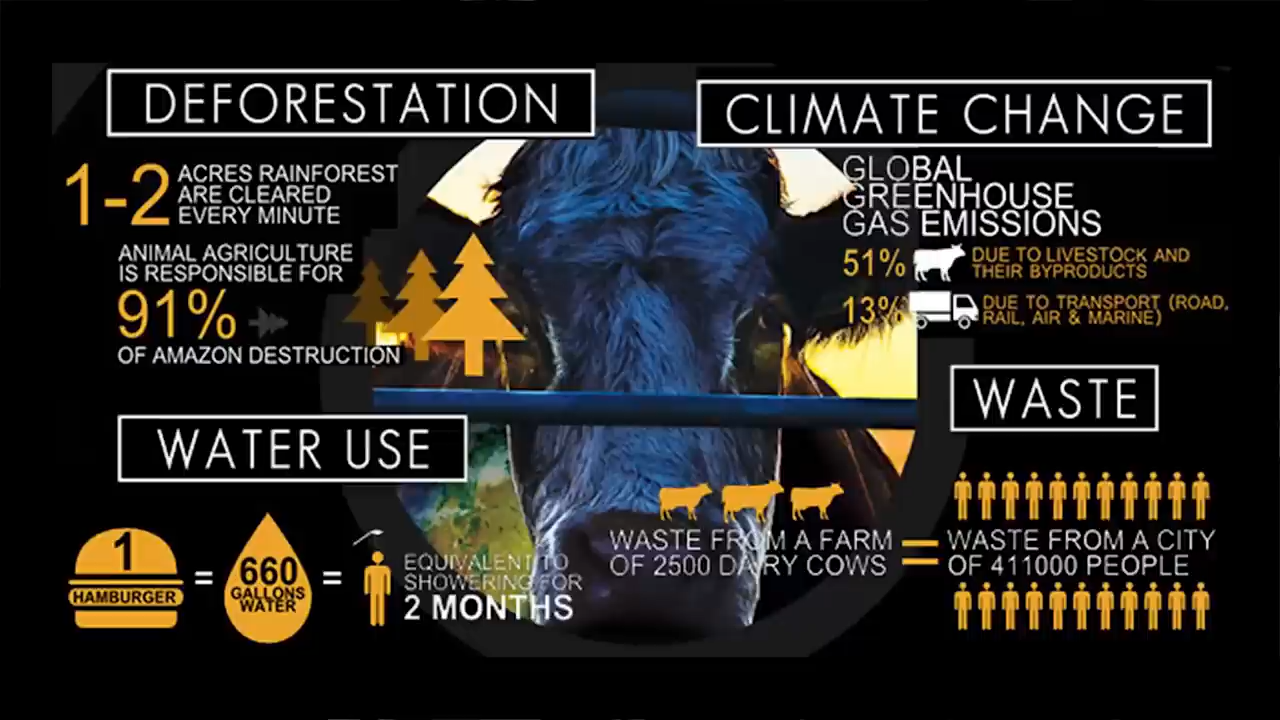 DEFORESTATION
1-2
ACRES RAINFOREST
ARE CLEARED
EVERY MINUTE
ANIMAL AGRICULTURE
IS RESPONSIBLE FOR
91%
OF AMAZON DESTRUCTION
CLIMATE CHANGE
GLOBAL
GREENHOUSE
GAS EMISSIONS
51%
DUE TO LIVESTOCK AND
THEIR BYPRODUCTS
13%
DUE TO TRANSPORT (ROAD,
RAIL, AIR & MARINE)
WATER USE
1
HAMBURGER
=
660
GALLONS
WATER
=
EQUIVALENT TO
SHOWERING FOR
2 MONTHS
WASTE
WASTE FROM A FARM
OF 2500 DAIRY COWS
=
WASTE FROM A CITY
OF 411000 PEOPLE